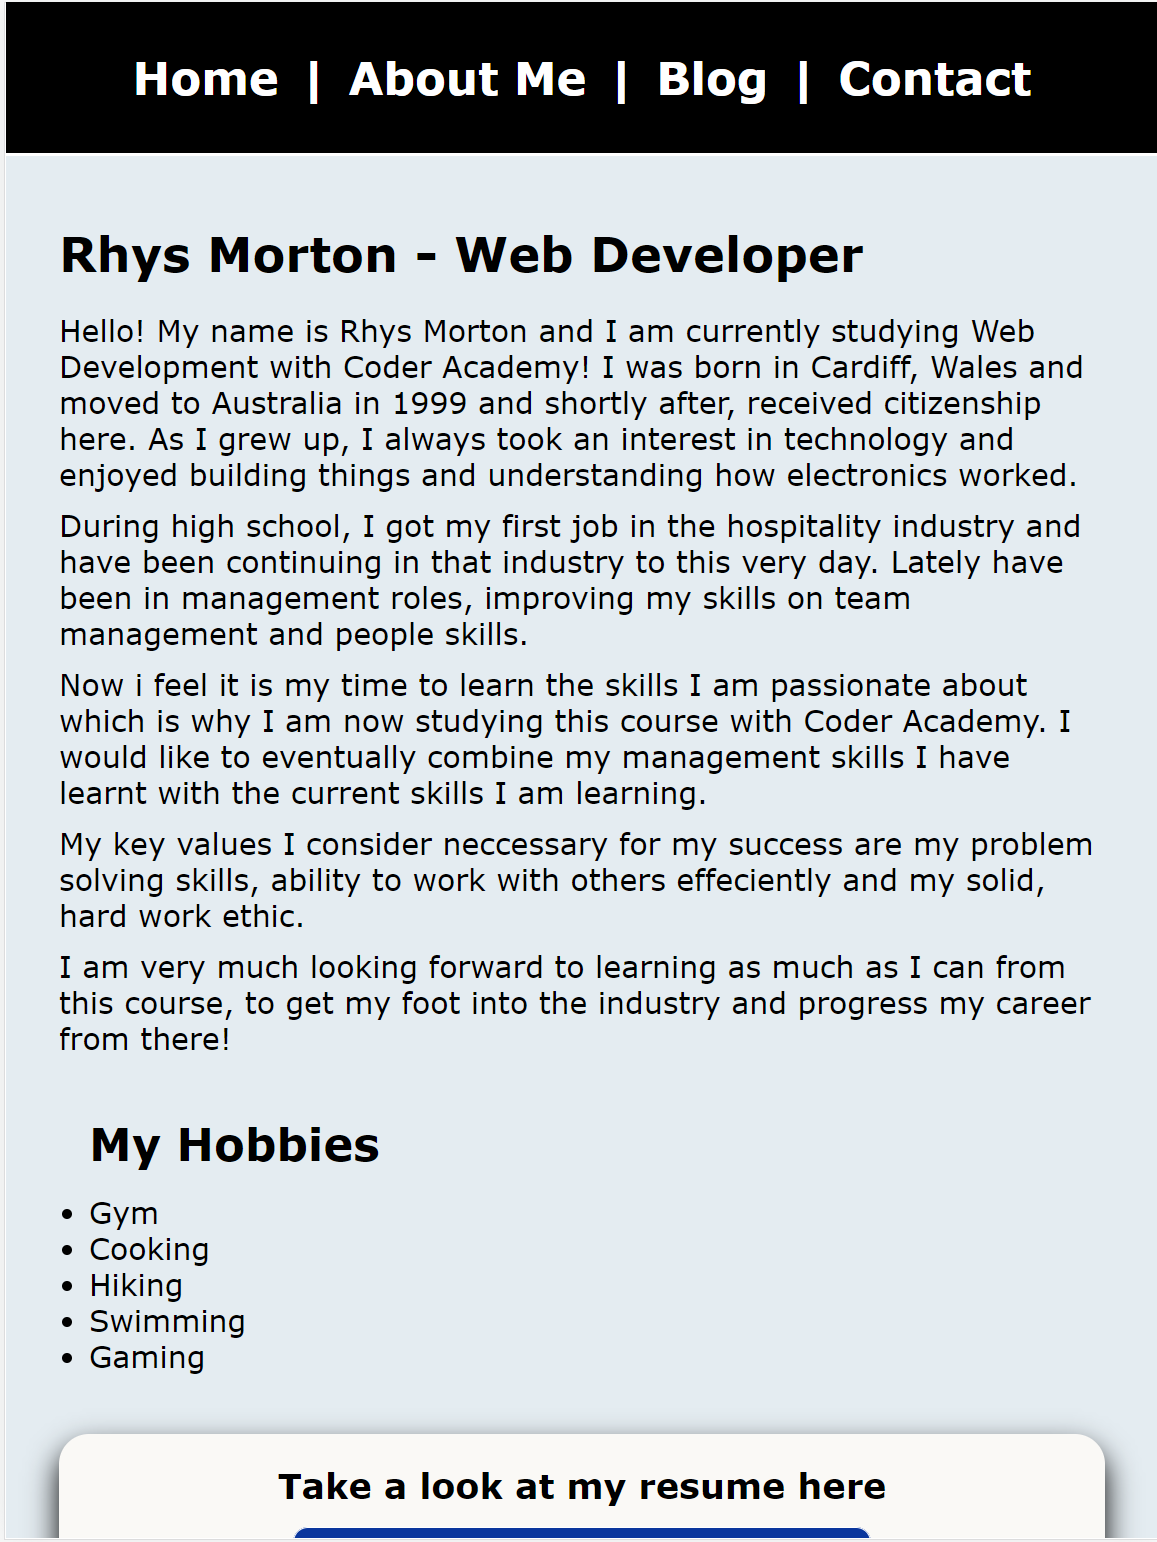 Home | About Me | Blog | Contact
Rhys Morton - Web Developer
Hello! My name is Rhys Morton and I am currently studying Web
Development with Coder Academy! I was born in Cardiff, Wales and
moved to Australia in 1999 and shortly after, received citizenship
here. As I grew up, I always took an interest in technology and
enjoyed building things and understanding how electronics worked.
During high school, I got my first job in the hospitality industry and
have been continuing in that industry to this very day. Lately have
been in management roles, improving my skills on team
management and people skills.
Now i feel it is my time to learn the skills I am passionate about
which is why I am now studying this course with Coder Academy. I
would like to eventually combine my management skills I have
learnt with the current skills I am learning.
My key values I consider neccessary for my success are my problem
solving skills, ability to work with others effeciently and my solid,
hard work ethic.
I am very much looking forward to learning as much as I can from
this course, to get my foot into the industry and progress my career
from there!
My Hobbies
• Gym
• Cooking
• Hiking
• Swimming
• Gaming
Take a look at my resume here